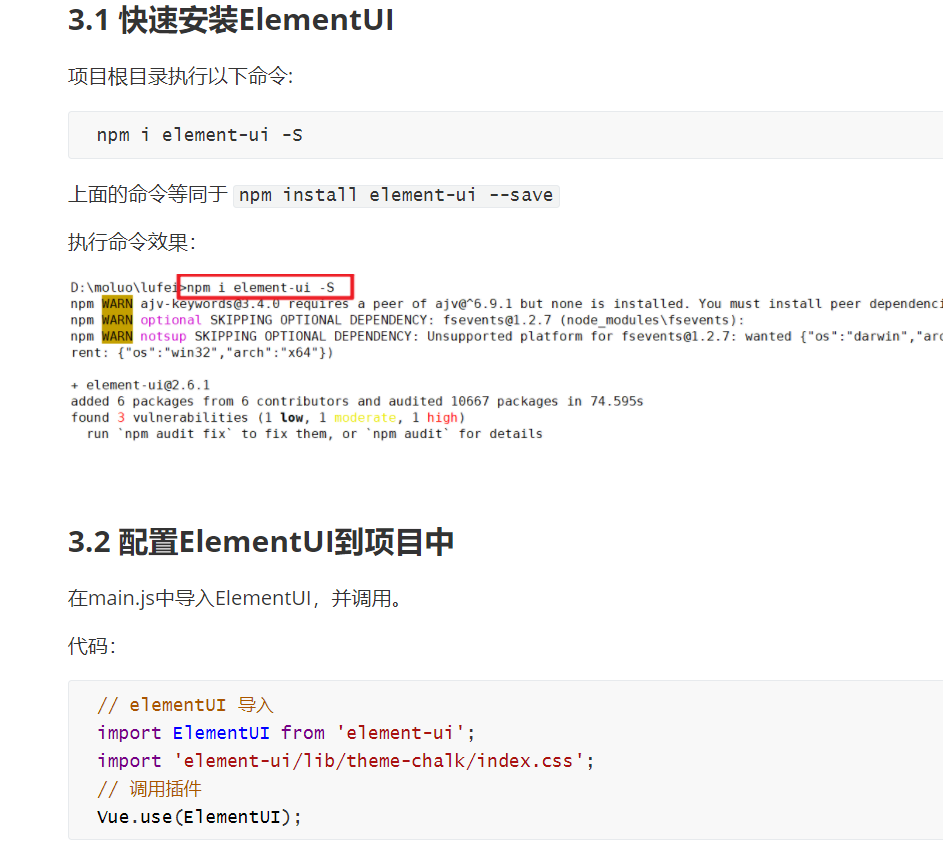 3.1 快速安装ElementUI
项目根目录执行以下命令:
npm i element-ui -S
上面的命令等同于 npm install element-ui --save
执行命令效果：
D:\moluo\lufei>npm i element-ui -S
npm WARN ajv-keywords@3.4.0 requires a peer of ajv@^6.9.1 but none is installed. You must install peer dependenci
npm WARN optional SKIPPING OPTIONAL DEPENDENCY: fsevents@1.2.7 (node_modules\fsevents):
npm WARN notsup SKIPPING OPTIONAL DEPENDENCY: Unsupported platform for fsevents@1.2.7: wanted {"os":"darwin","arc
rent: {"os":"win32","arch":"x64"})
+ element-ui@2.6.1
added 6 packages from 6 contributors and audited 10667 packages in 74.595s
found 3 vulnerabilities (1 low, 1 moderate, 1 high)
run `npm audit fix` to fix them, or `npm audit` for details
3.2 配置ElementUI到项目中
在main.js中导入ElementUI，并调用。
代码：
// elementUI 导入
import ElementUI from 'element-ui';
import 'element-ui/lib/theme-chalk/index.css';
// 调用插件
Vue.use(ElementUI);